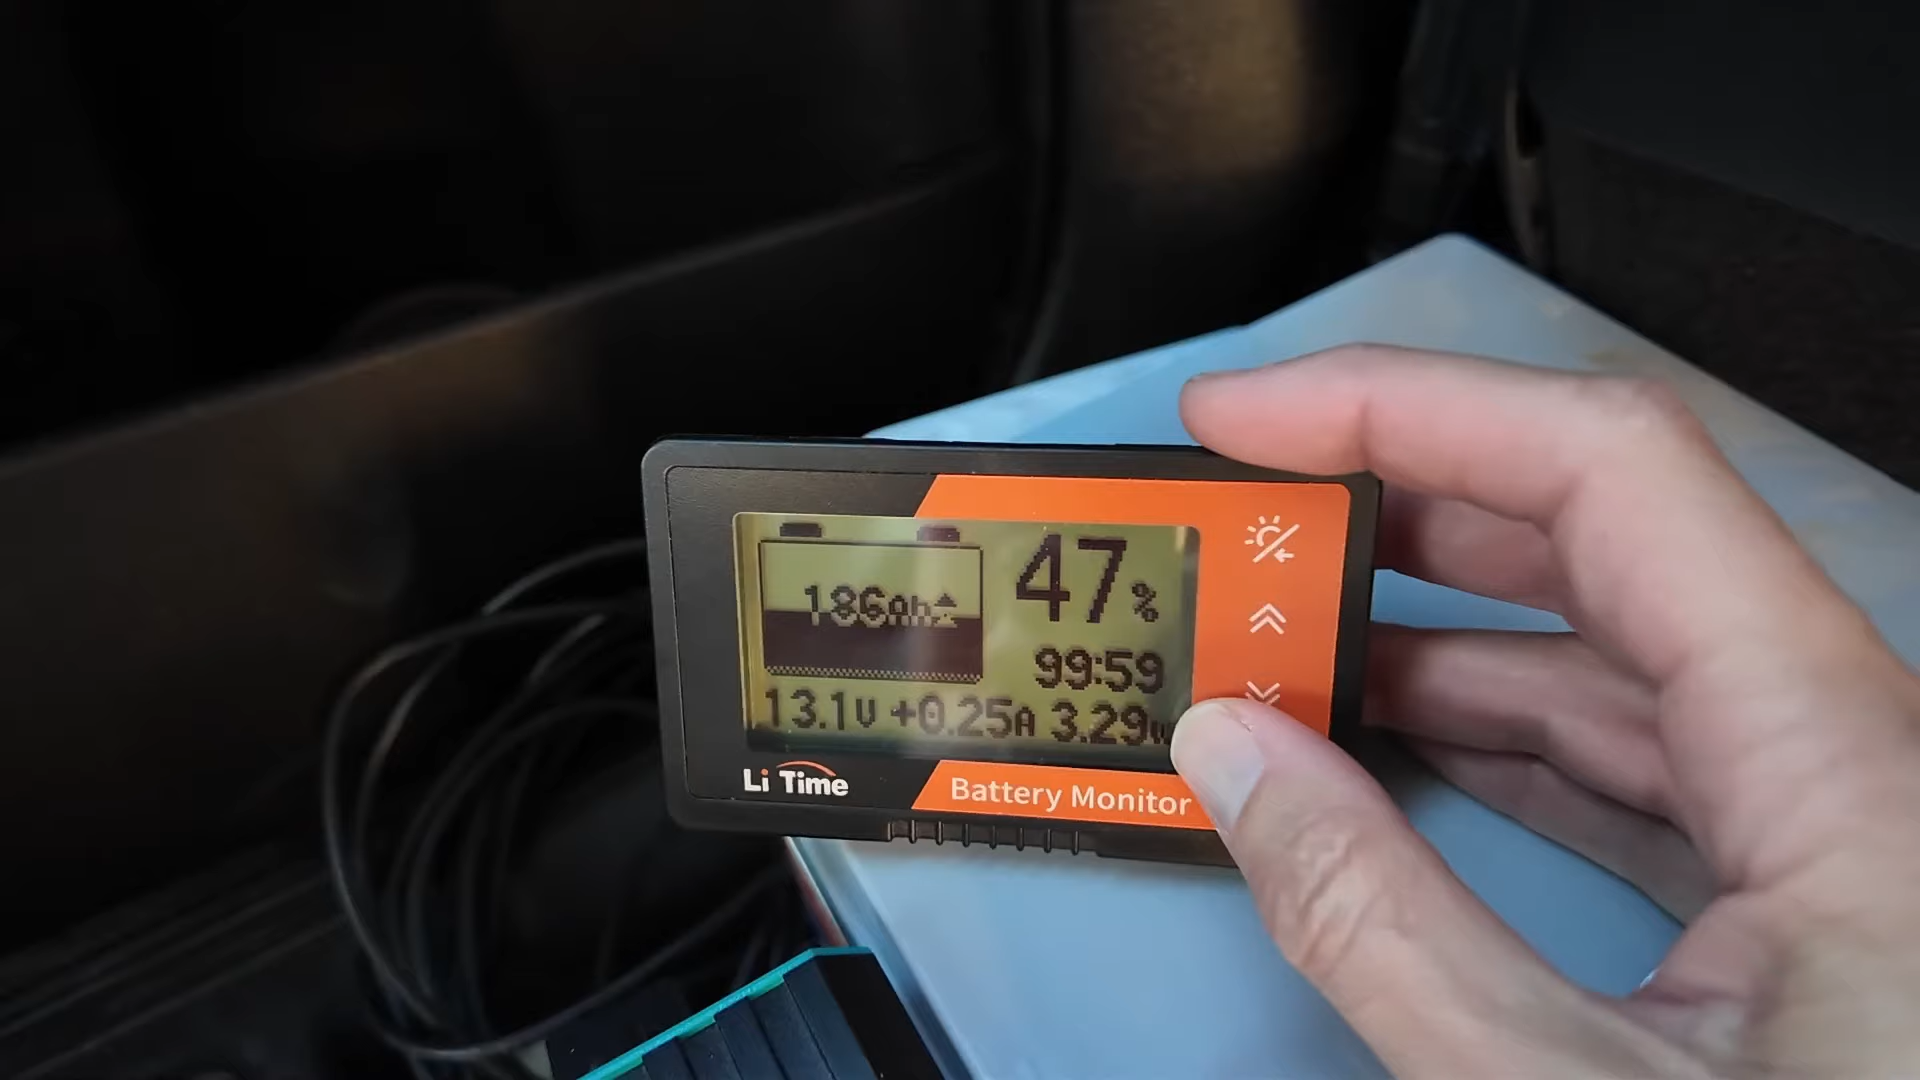 186Ah
47%
99:59
13.1V +0.25A 3.29W
Li Time
Battery Monitor